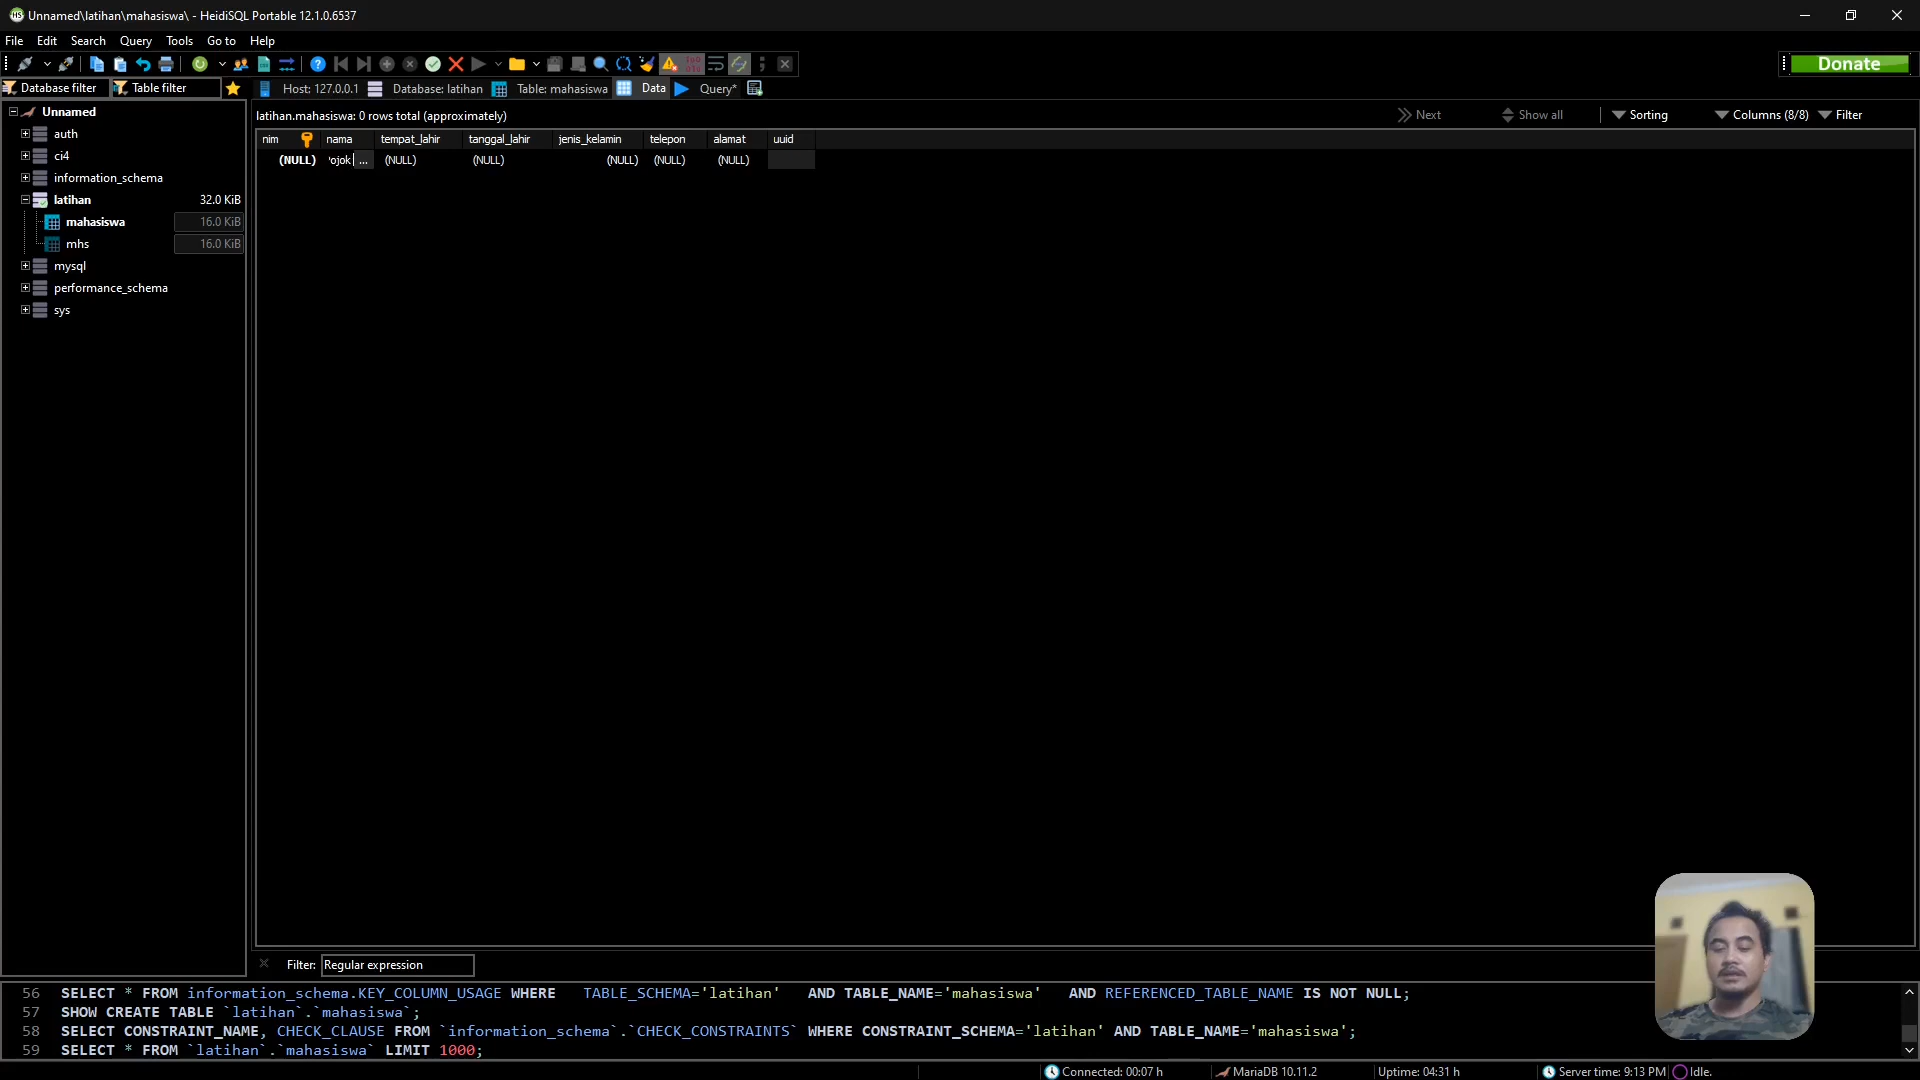 Unnamed\latihan\mahasiswa\ - HeidiSQL Portable 12.1.0.6537
File Edit Search Query Tools Go to Help
Donate
Database filter Table filter Host: 127.0.0.1 Database: latihan Table: mahasiswa Data Query*
latihan.mahasiswa: 0 rows total (approximately) Next Show all Sorting Columns (8/8) Filter
nim nama tempat_lahir tanggal_lahir jenis_kelamin telepon alamat uuid
(NULL) ojok ... (NULL) (NULL) (NULL) (NULL) (NULL)
Unnamed
auth
ci4
information_schema
latihan 32.0 KiB
mahasiswa 16.0 KiB
mhs 16.0 KiB
mysql
performance_schema
sys
Filter: Regular expression
56 SELECT * FROM information_schema.KEY_COLUMN_USAGE WHERE TABLE_SCHEMA='latihan' AND TABLE_NAME='mahasiswa' AND REFERENCED_TABLE_NAME IS NOT NULL;
57 SHOW CREATE TABLE `latihan`.`mahasiswa`;
58 SELECT CONSTRAINT_NAME, CHECK_CLAUSE FROM `information_schema`.`CHECK_CONSTRAINTS` WHERE CONSTRAINT_SCHEMA='latihan' AND TABLE_NAME='mahasiswa';
59 SELECT * FROM `latihan`.`mahasiswa` LIMIT 1000;
Connected: 00:07 h MariaDB 10.11.2 Uptime: 04:31 h Server time: 9:13 PM Idle.